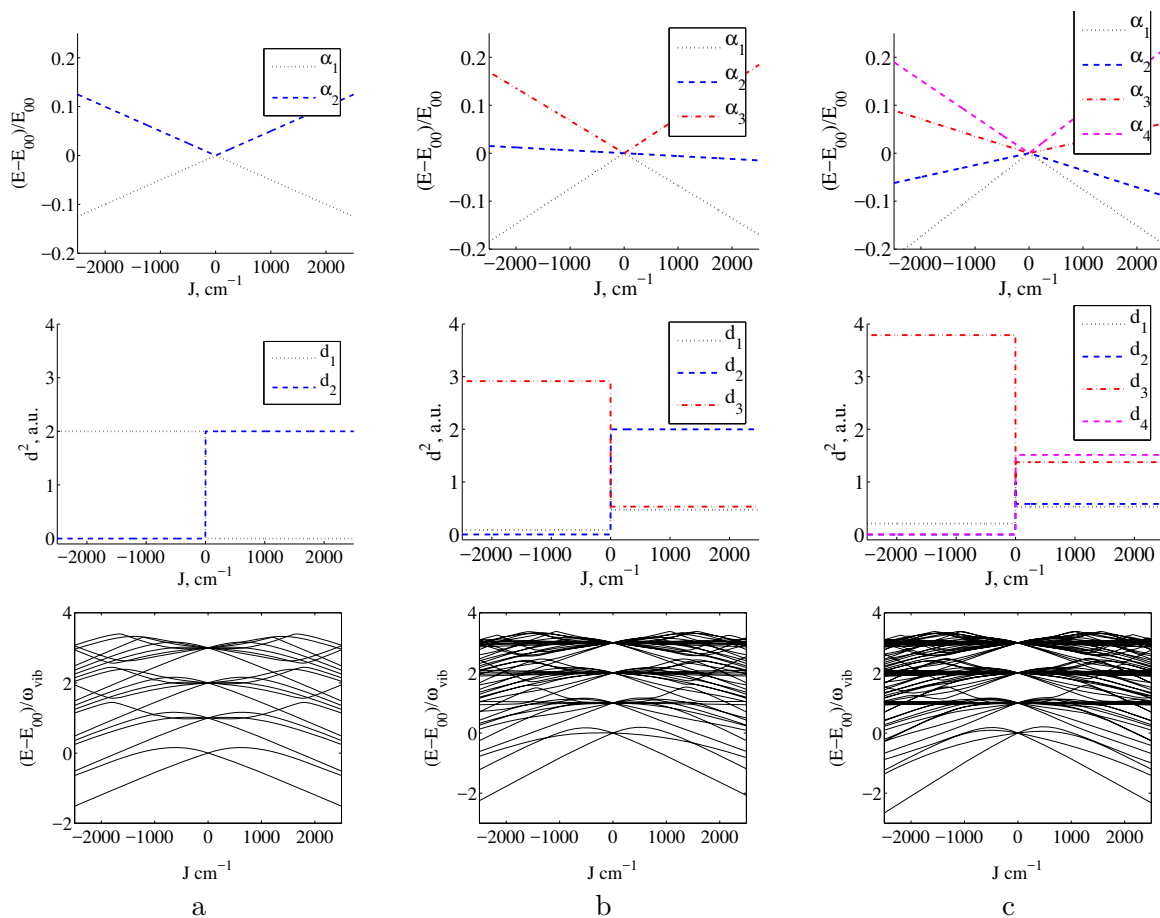 0.2
0.1
0
−0.1
−0.2
(E−E₀₀)/E₀₀
−2000 −1000 0 1000 2000
J, cm⁻¹
α₁
α₂
0.2
0.1
0
−0.1
−0.2
(E−E₀₀)/E₀₀
−2000 −1000 0 1000 2000
J, cm⁻¹
α₁
α₂
α₃
0.2
0.1
0
−0.1
−0.2
(E−E₀₀)/E₀₀
−2000 −1000 0 1000 2000
J, cm⁻¹
α₁
α₂
α₃
α₄
4
3
2
1
0
d², a.u.
−2000 −1000 0 1000 2000
J, cm⁻¹
d₁
d₂
4
3
2
1
0
d², a.u.
−2000 −1000 0 1000 2000
J, cm⁻¹
d₁
d₂
d₃
4
3
2
1
0
d², a.u.
−2000 −1000 0 1000 2000
J, cm⁻¹
d₁
d₂
d₃
d₄
4
2
0
−2
(E−E₀₀)/ω_vib
−2000 −1000 0 1000 2000
J cm⁻¹
a
4
2
0
−2
(E−E₀₀)/ω_vib
−2000 −1000 0 1000 2000
J cm⁻¹
b
4
2
0
−2
(E−E₀₀)/ω_vib
−2000 −1000 0 1000 2000
J cm⁻¹
c